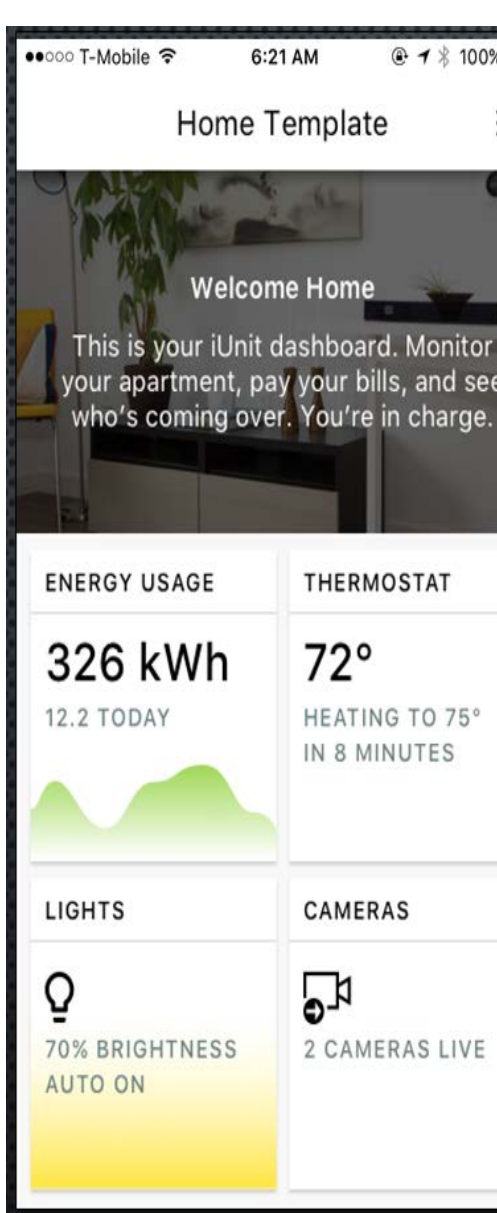 T-Mobile 6:21 AM 100%
Home Template
Welcome Home
This is your iUnit dashboard. Monitor
your apartment, pay your bills, and see
who's coming over. You're in charge.
ENERGY USAGE
326 kWh
12.2 TODAY
THERMOSTAT
72°
HEATING TO 75°
IN 8 MINUTES
LIGHTS
70% BRIGHTNESS
AUTO ON
CAMERAS
2 CAMERAS LIVE